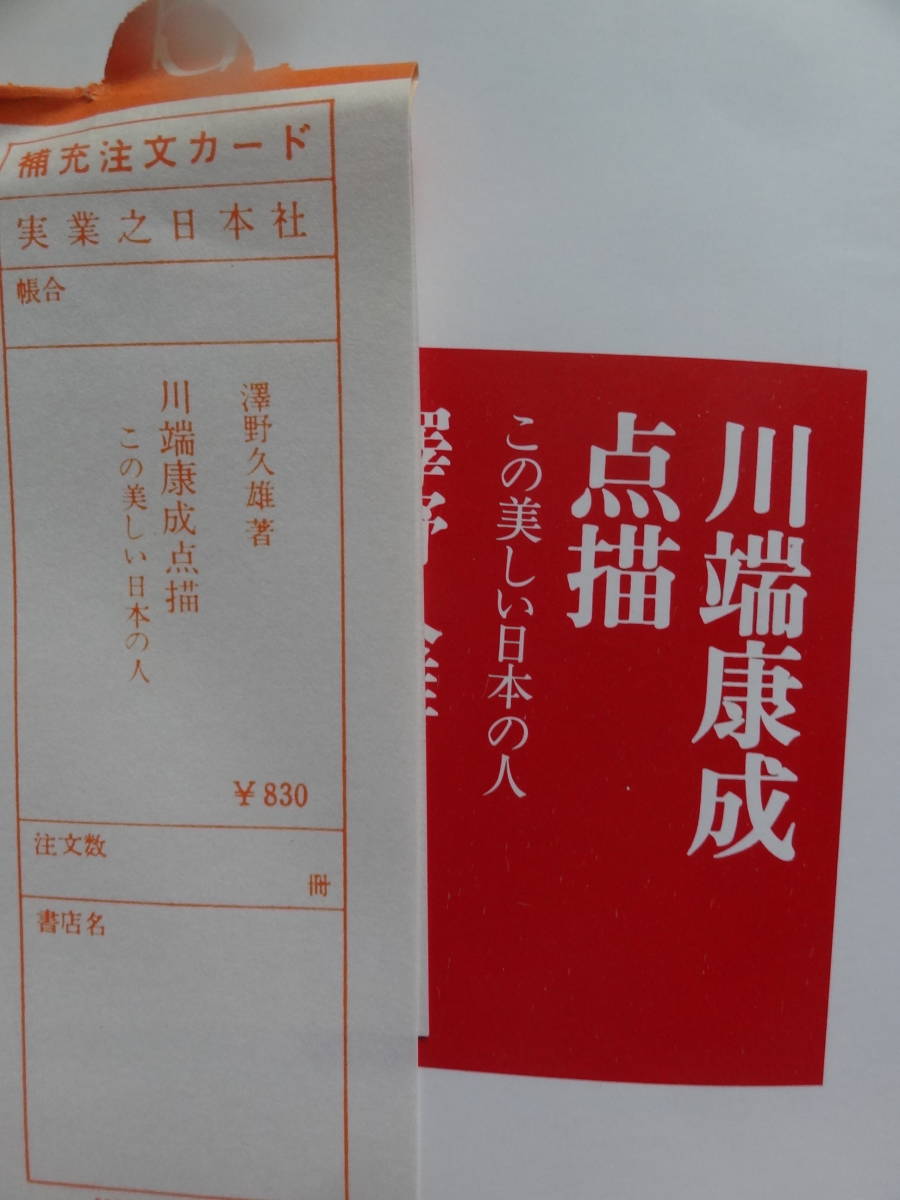 補充注文カード
実業之日本社
帳合
澤野久雄著
川端康成点描
この美しい日本の人
¥830
注文数
冊
書店名
川端康成
点描
この美しい日本の人